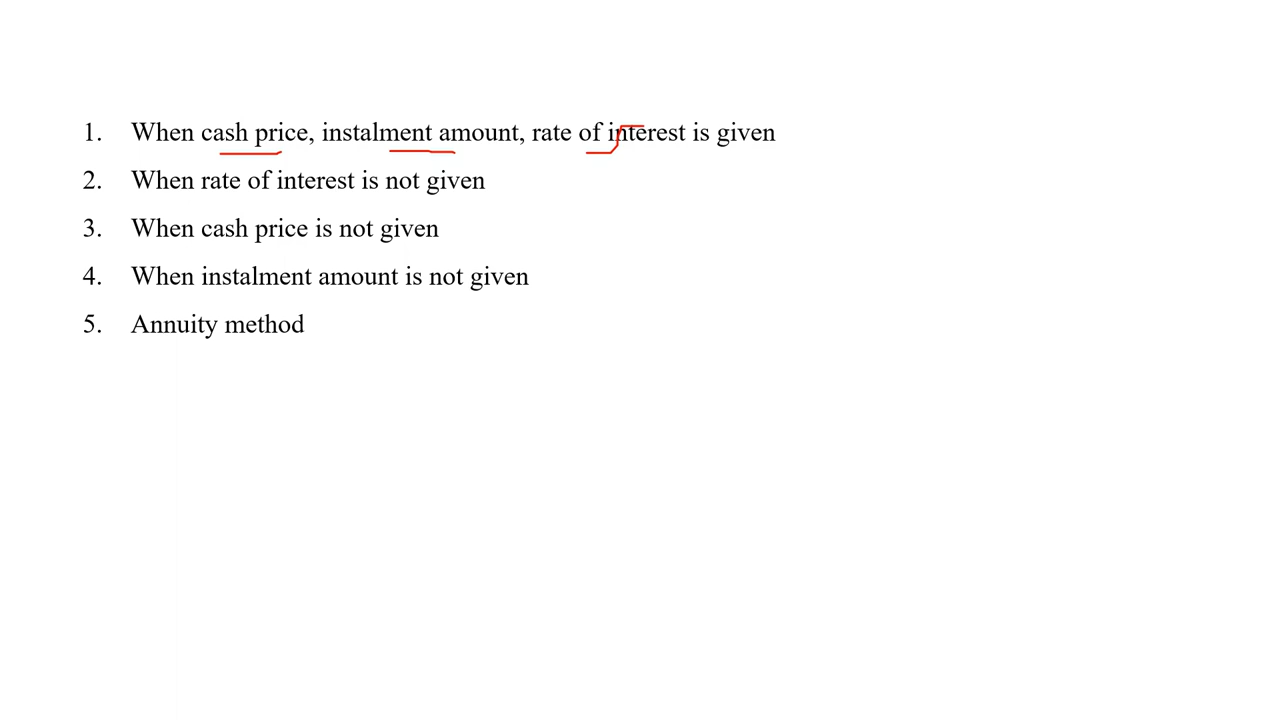 1. When cash price, instalment amount, rate of interest is given
2. When rate of interest is not given
3. When cash price is not given
4. When instalment amount is not given
5. Annuity method